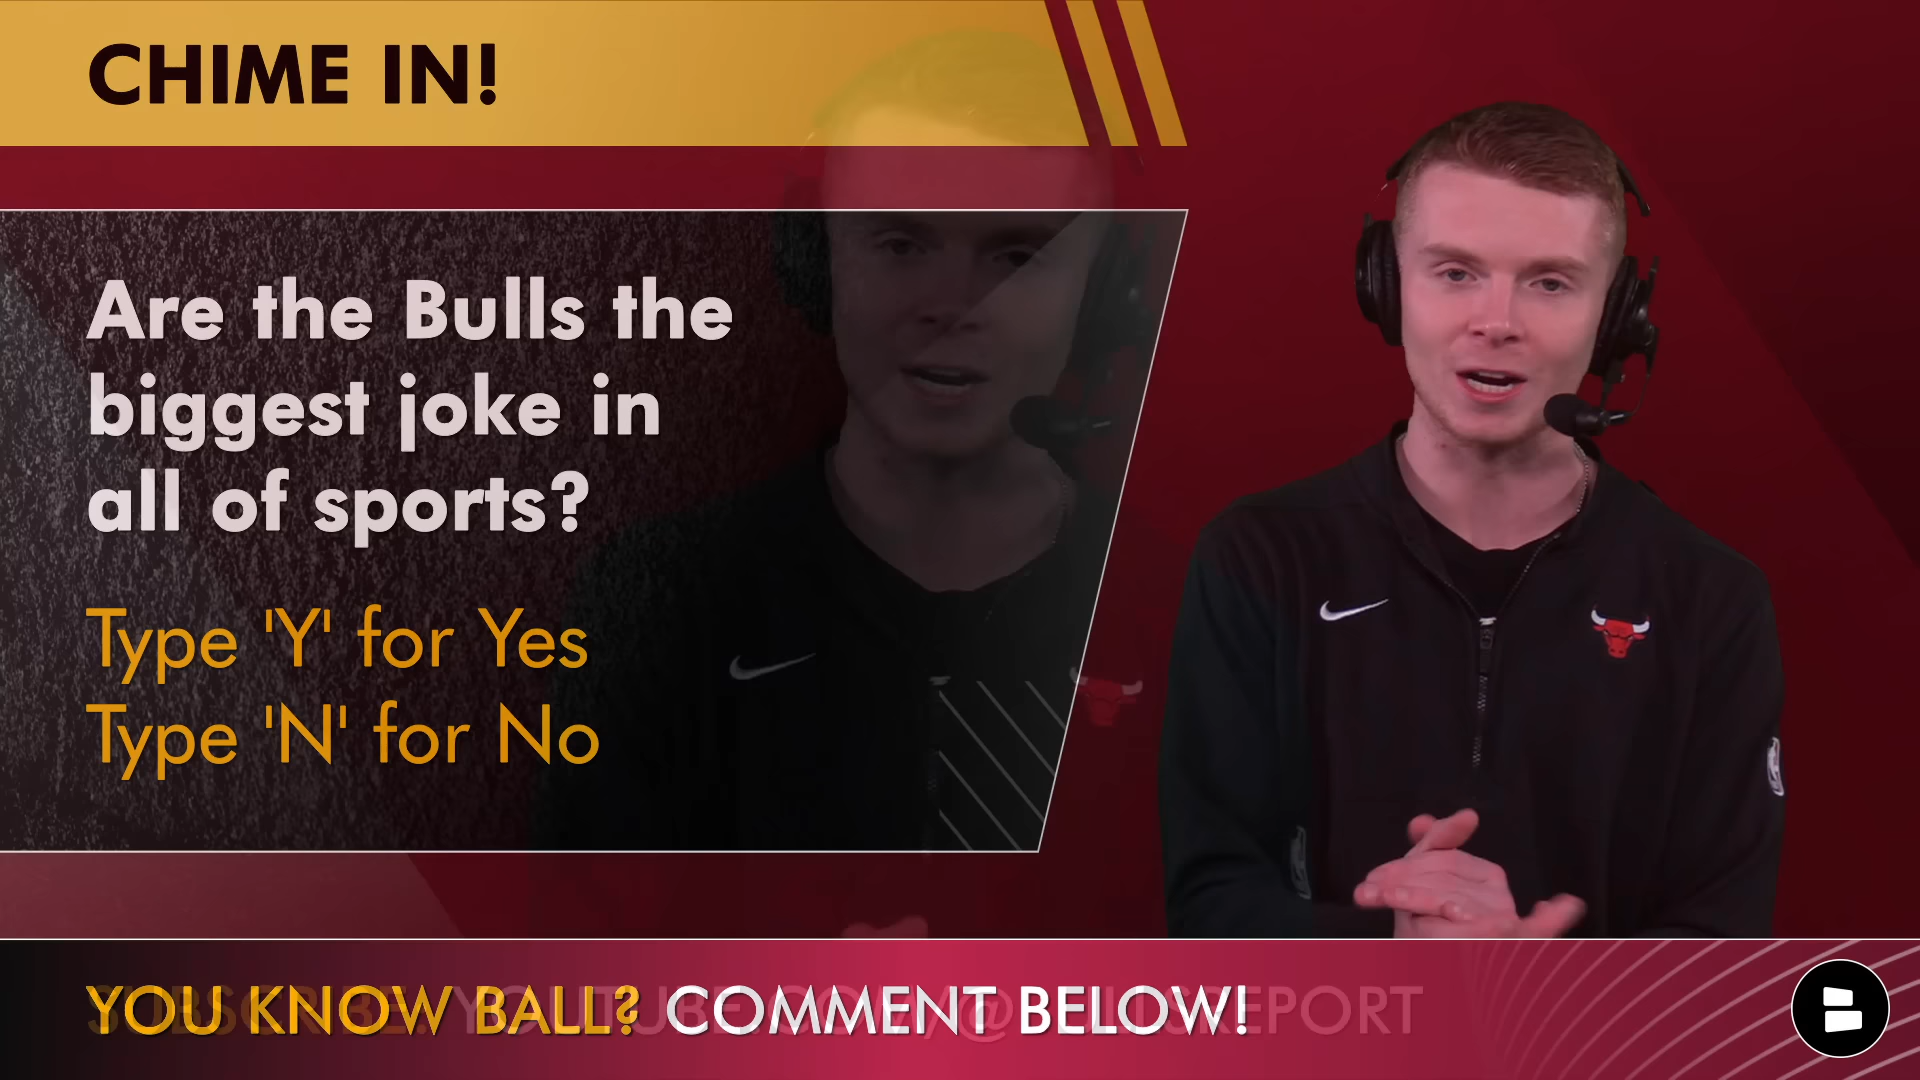 CHIME IN!
Are the Bulls the
biggest joke in
all of sports?
Type 'Y' for Yes
Type 'N' for No
YOU KNOW BALL? COMMENT BELOW!